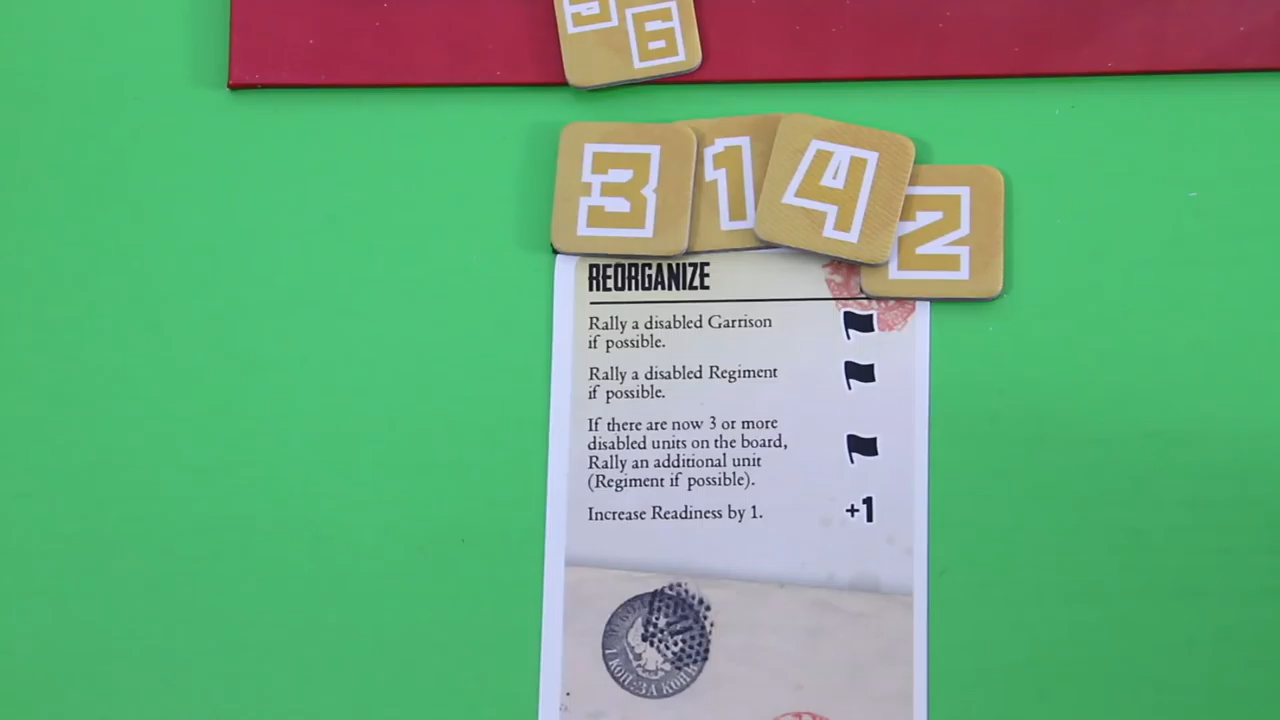 6
3 1 4 2
REORGANIZE
Rally a disabled Garrison
if possible.
Rally a disabled Regiment
if possible.
If there are now 3 or more
disabled units on the board,
Rally an additional unit
(Regiment if possible).
Increase Readiness by 1.
+1